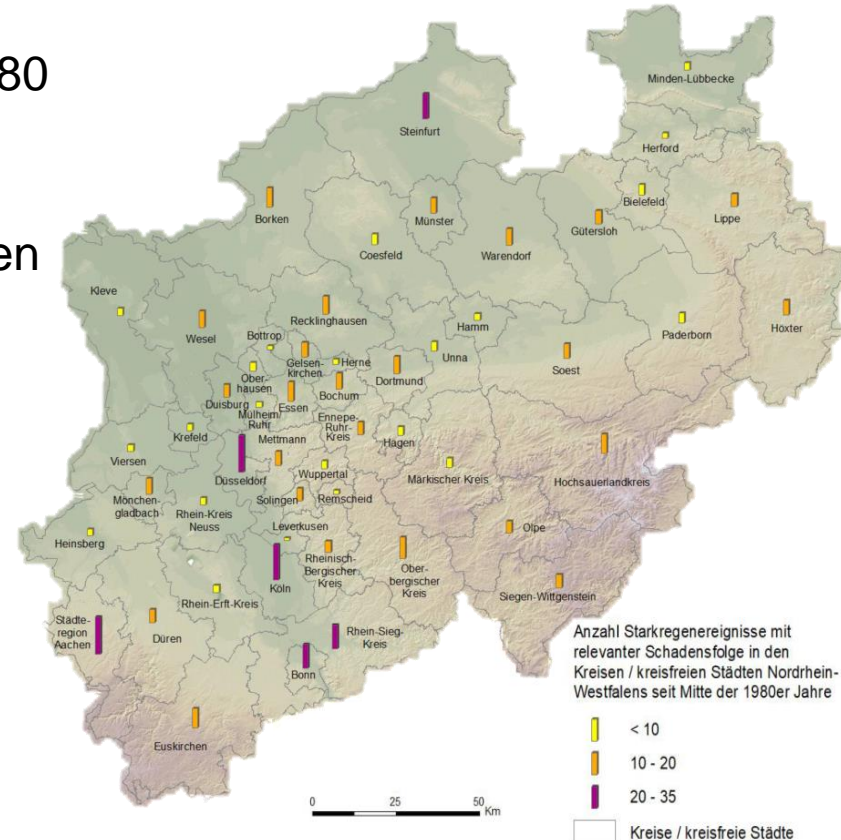 80
en
Minden-Lübbecke
Steinfurt
Herford
Bielefeld
Lippe
Borken
Münster
Gütersloh
Coesfeld
Warendorf
Kleve
Wesel
Recklinghausen
Hamm
Paderborn
Hoxter
Bottrop
Gelsen-
kirchen
Herne
Unna
Soest
Ober-
hausen
Dortmund
Duisburg
Essen
Bochum
Mülheim
Ruhr
Ennepe-
Ruhr-
Kreis
Krefeld
Hagen
Mettmann
Viersen
Düsseldorf
Wuppertal
Märkischer Kreis
Hochsauerlandkreis
Mönchen-
gladbach
Solingen
Remscheid
Rhein-Kreis
Neuss
Leverkusen
Olpe
Heinsberg
Rheinisch-
Bergischer
Kreis
Ober-
bergischer
Kreis
Köln
Rhein-Erft-Kreis
Siegen-Wittgenstein
Städte-
region
Aachen
Düren
Rhein-Sieg-
Kreis
Bonn
Euskirchen
Anzahl Starkregenereignisse mit
relevanter Schadensfolge in den
Kreisen / kreisfreien Städten Nordrhein-
Westfalens seit Mitte der 1980er Jahre
< 10
10 - 20
20 - 35
Kreise / kreisfreie Städte
0 25 50
Km